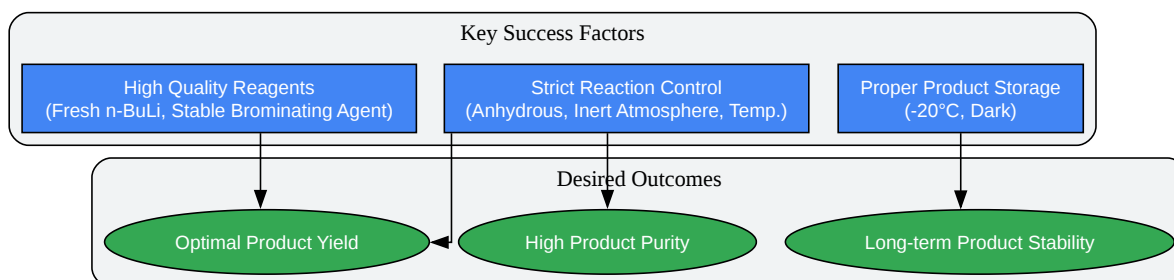 Key Success Factors
High Quality Reagents
(Fresh n-BuLi, Stable Brominating Agent)
Strict Reaction Control
(Anhydrous, Inert Atmosphere, Temp.)
Proper Product Storage
(-20°C, Dark)
Desired Outcomes
Optimal Product Yield
High Product Purity
Long-term Product Stability